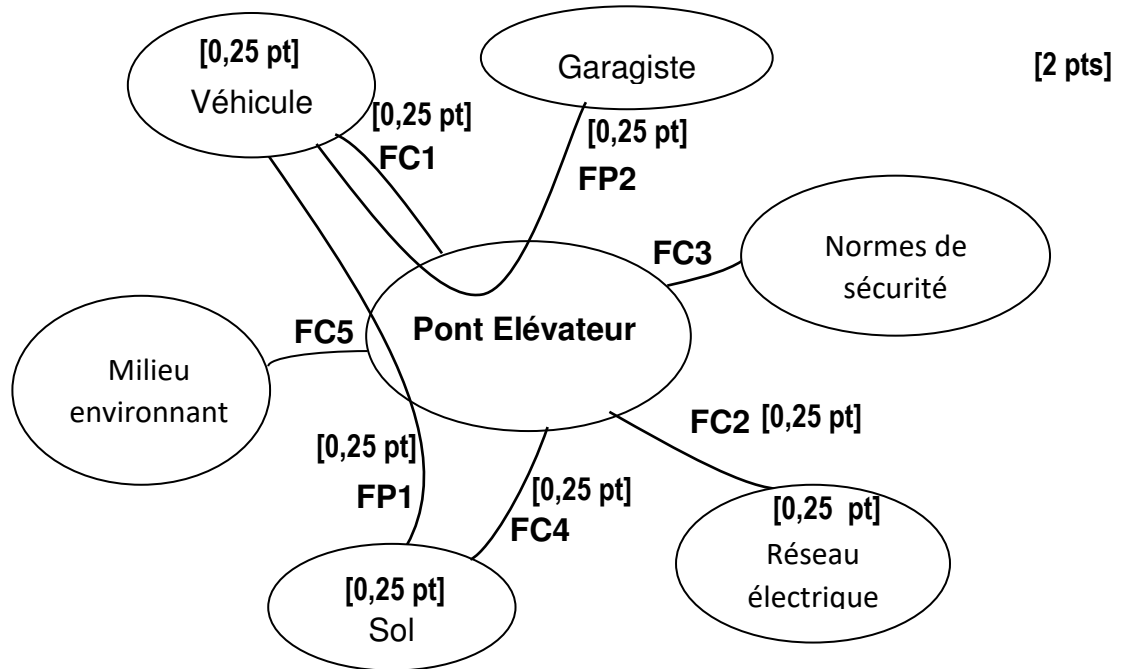 [0,25 pt]
Véhicule
Garagiste
[2 pts]
[0,25 pt]
FC1
[0,25 pt]
FP2
FC3
Normes de
sécurité
Pont Elévateur
FC5
Milieu
environnant
FC2 [0,25 pt]
[0,25 pt]
FP1
[0,25 pt]
FC4
[0,25 pt]
Réseau
électrique
[0,25 pt]
Sol